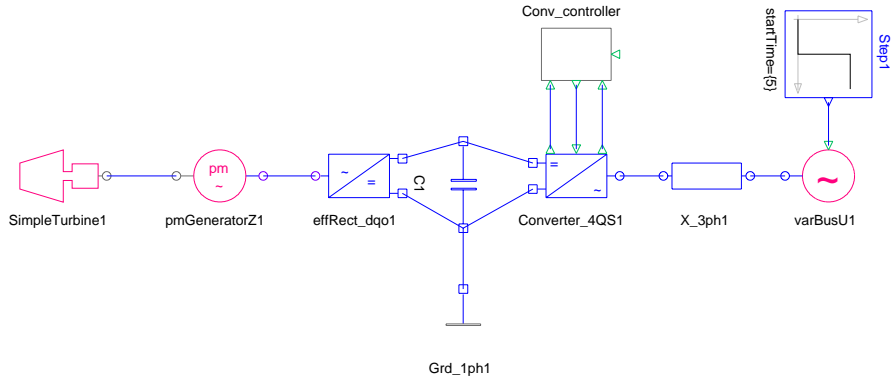 Conv_controller
Step1
startTime={5}
pm
~
~
=
C1
=
~
~
SimpleTurbine1
pmGeneratorZ1
effRect_dqo1
Converter_4QS1
X_3ph1
varBusU1
Grd_1ph1